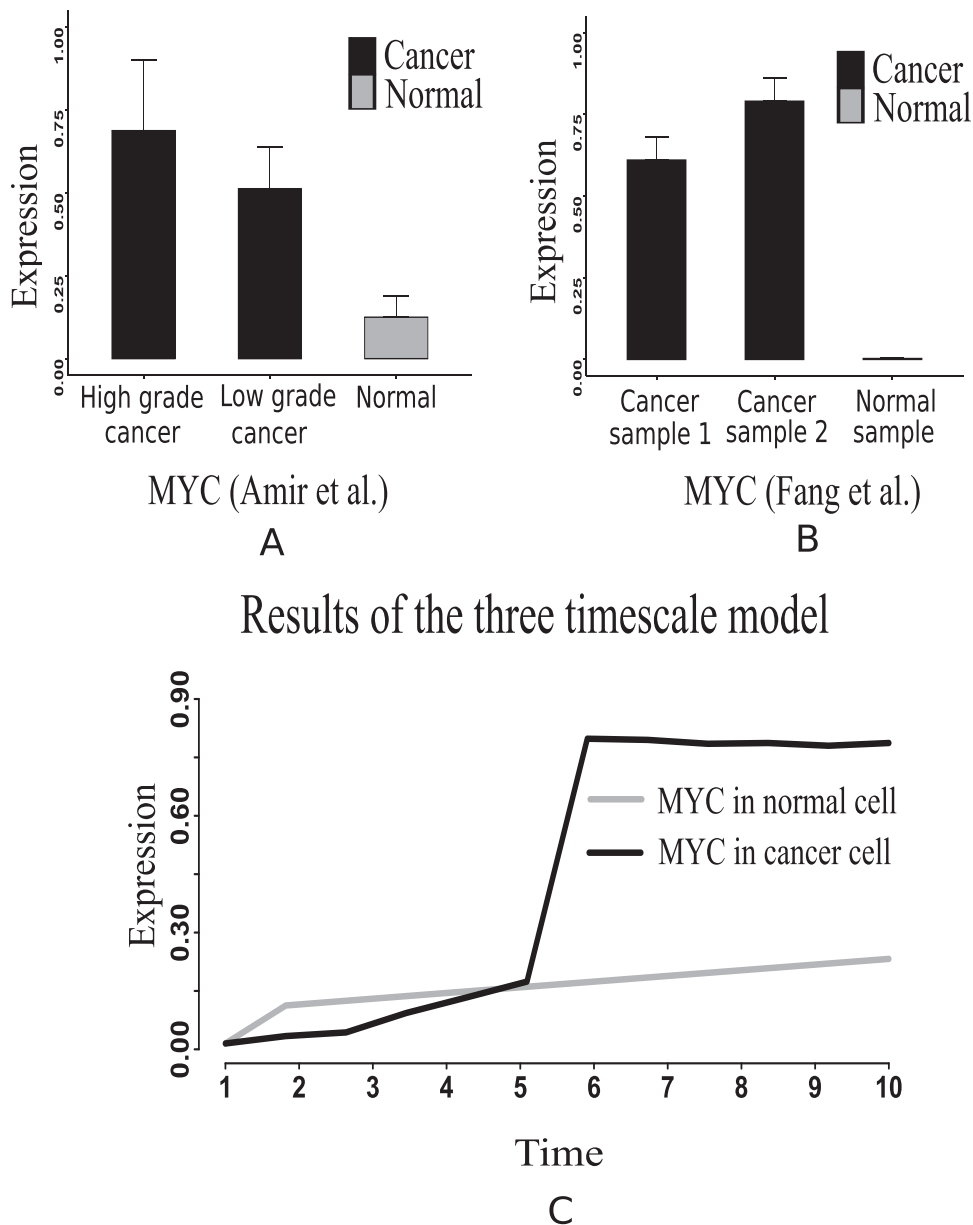 1.00
0.75
0.50
0.25
0.00
Expression
Cancer
Normal
High grade cancer
Low grade cancer
Normal
MYC (Amir et al.)
A
1.00
0.75
0.50
0.25
0.00
Expression
Cancer
Normal
Cancer sample 1
Cancer sample 2
Normal sample
MYC (Fang et al.)
B
Results of the three timescale model
0.90
0.60
0.30
0.00
Expression
MYC in normal cell
MYC in cancer cell
1 2 3 4 5 6 7 8 9 10
Time
C